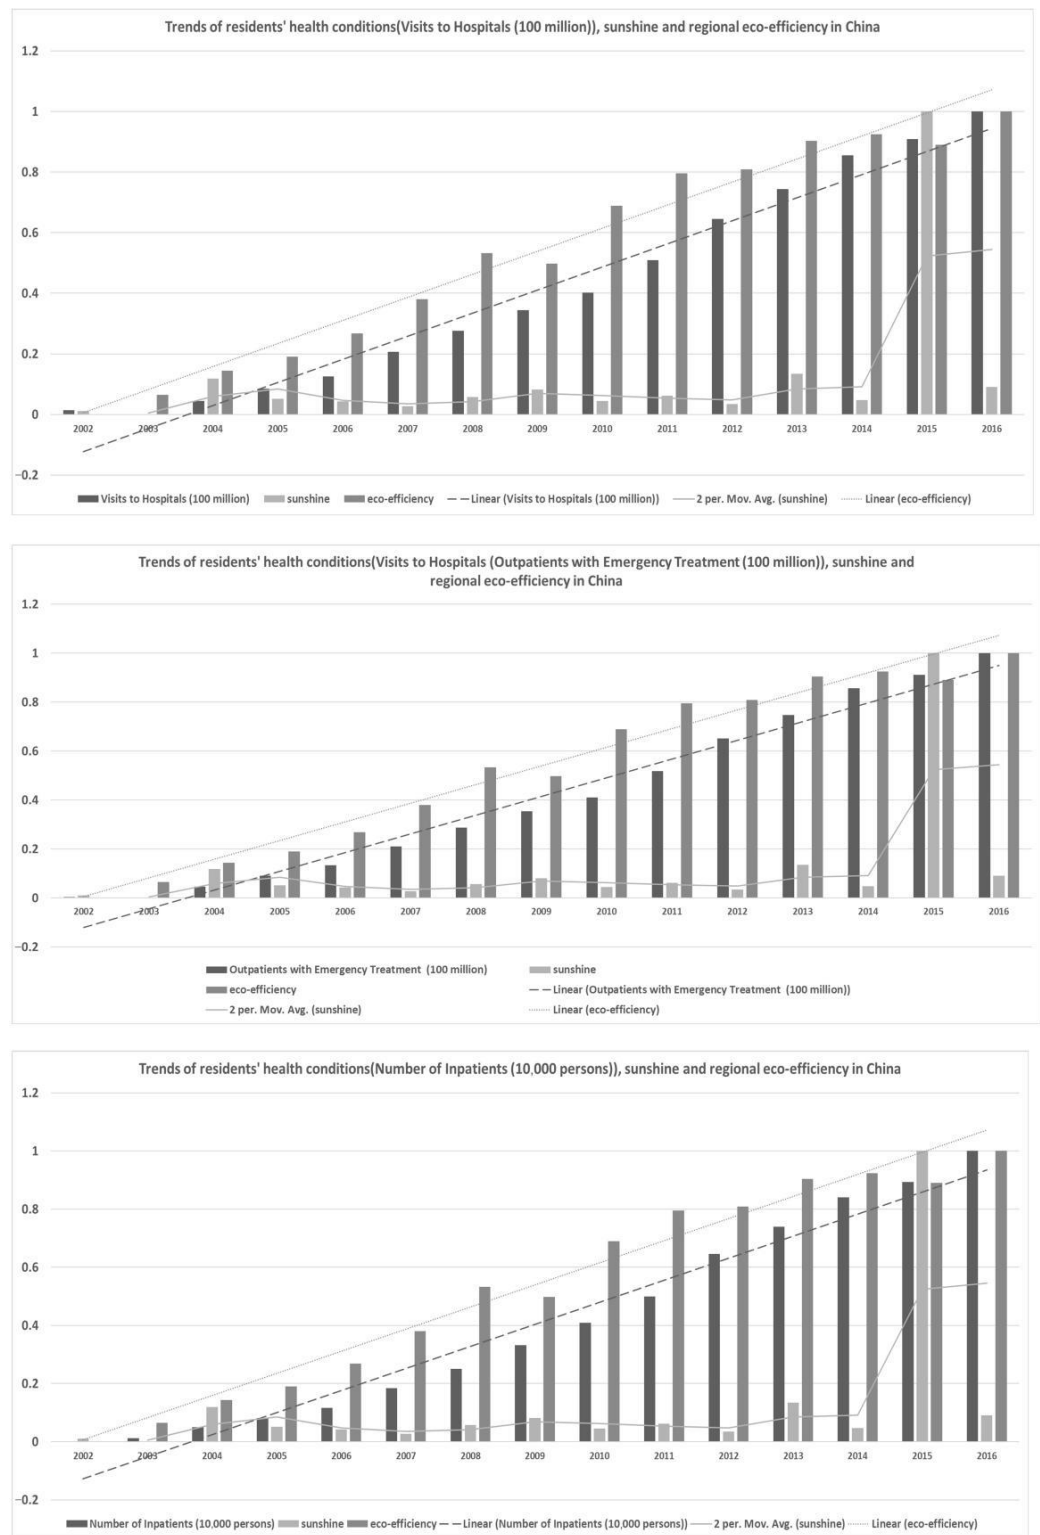 Trends of residents' health conditions(Visits to Hospitals (100 million)), sunshine and regional eco-efficiency in China
1.2
1
0.8
0.6
0.4
0.2
0
2002 2003 2004 2005 2006 2007 2008 2009 2010 2011 2012 2013 2014 2015 2016
−0.2
Visits to Hospitals (100 million) sunshine eco-efficiency Linear (Visits to Hospitals (100 million)) 2 per. Mov. Avg. (sunshine) Linear (eco-efficiency)
Trends of residents' health conditions(Visits to Hospitals (Outpatients with Emergency Treatment (100 million)), sunshine and
regional eco-efficiency in China
1.2
1
0.8
0.6
0.4
0.2
0
2002 2003 2004 2005 2006 2007 2008 2009 2010 2011 2012 2013 2014 2015 2016
−0.2
Outpatients with Emergency Treatment (100 million) sunshine
eco-efficiency Linear (Outpatients with Emergency Treatment (100 million))
2 per. Mov. Avg. (sunshine) Linear (eco-efficiency)
Trends of residents' health conditions(Number of Inpatients (10,000 persons)), sunshine and regional eco-efficiency in China
1.2
1
0.8
0.6
0.4
0.2
0
2002 2003 2004 2005 2006 2007 2008 2009 2010 2011 2012 2013 2014 2015 2016
−0.2
Number of Inpatients (10,000 persons) sunshine eco-efficiency Linear (Number of Inpatients (10,000 persons)) 2 per. Mov. Avg. (sunshine) Linear (eco-efficiency)